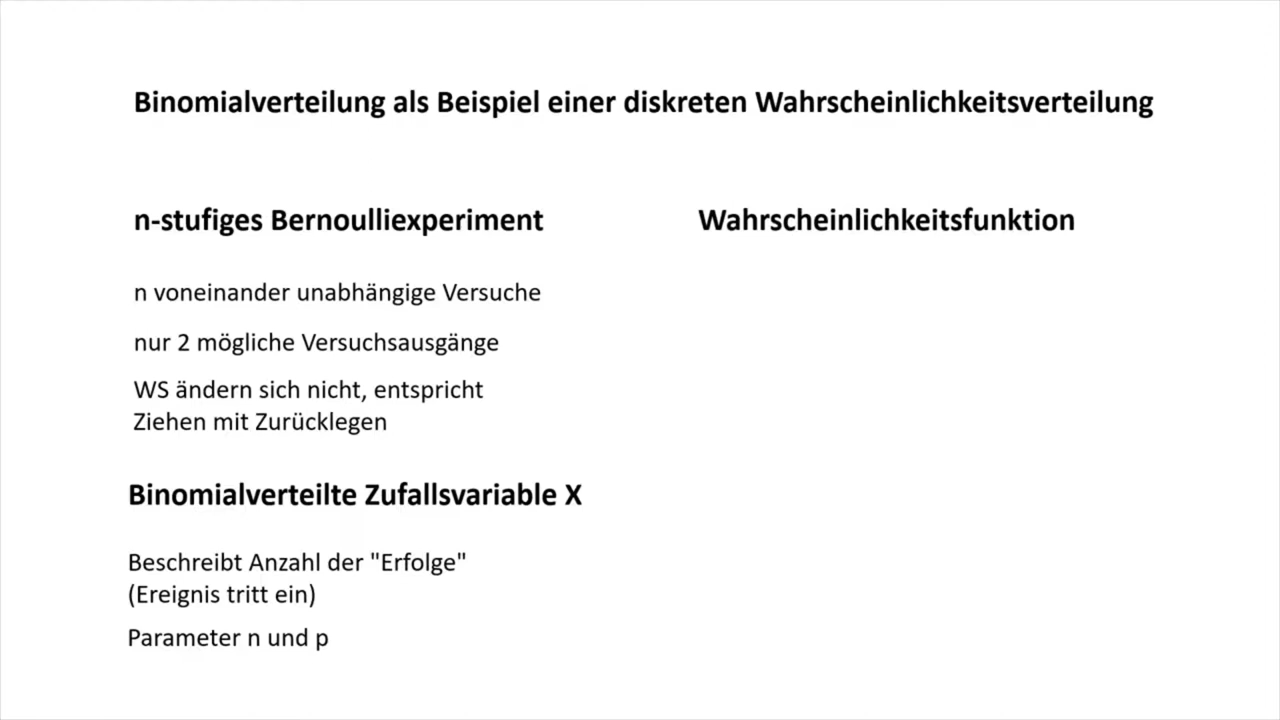 Binomialverteilung als Beispiel einer diskreten Wahrscheinlichkeitsverteilung
n-stufiges Bernoulliexperiment
n voneinander unabhängige Versuche
nur 2 mögliche Versuchsausgänge
WS ändern sich nicht, entspricht
Ziehen mit Zurücklegen
Binomialverteilte Zufallsvariable X
Beschreibt Anzahl der "Erfolge"
(Ereignis tritt ein)
Parameter n und p
Wahrscheinlichkeitsfunktion